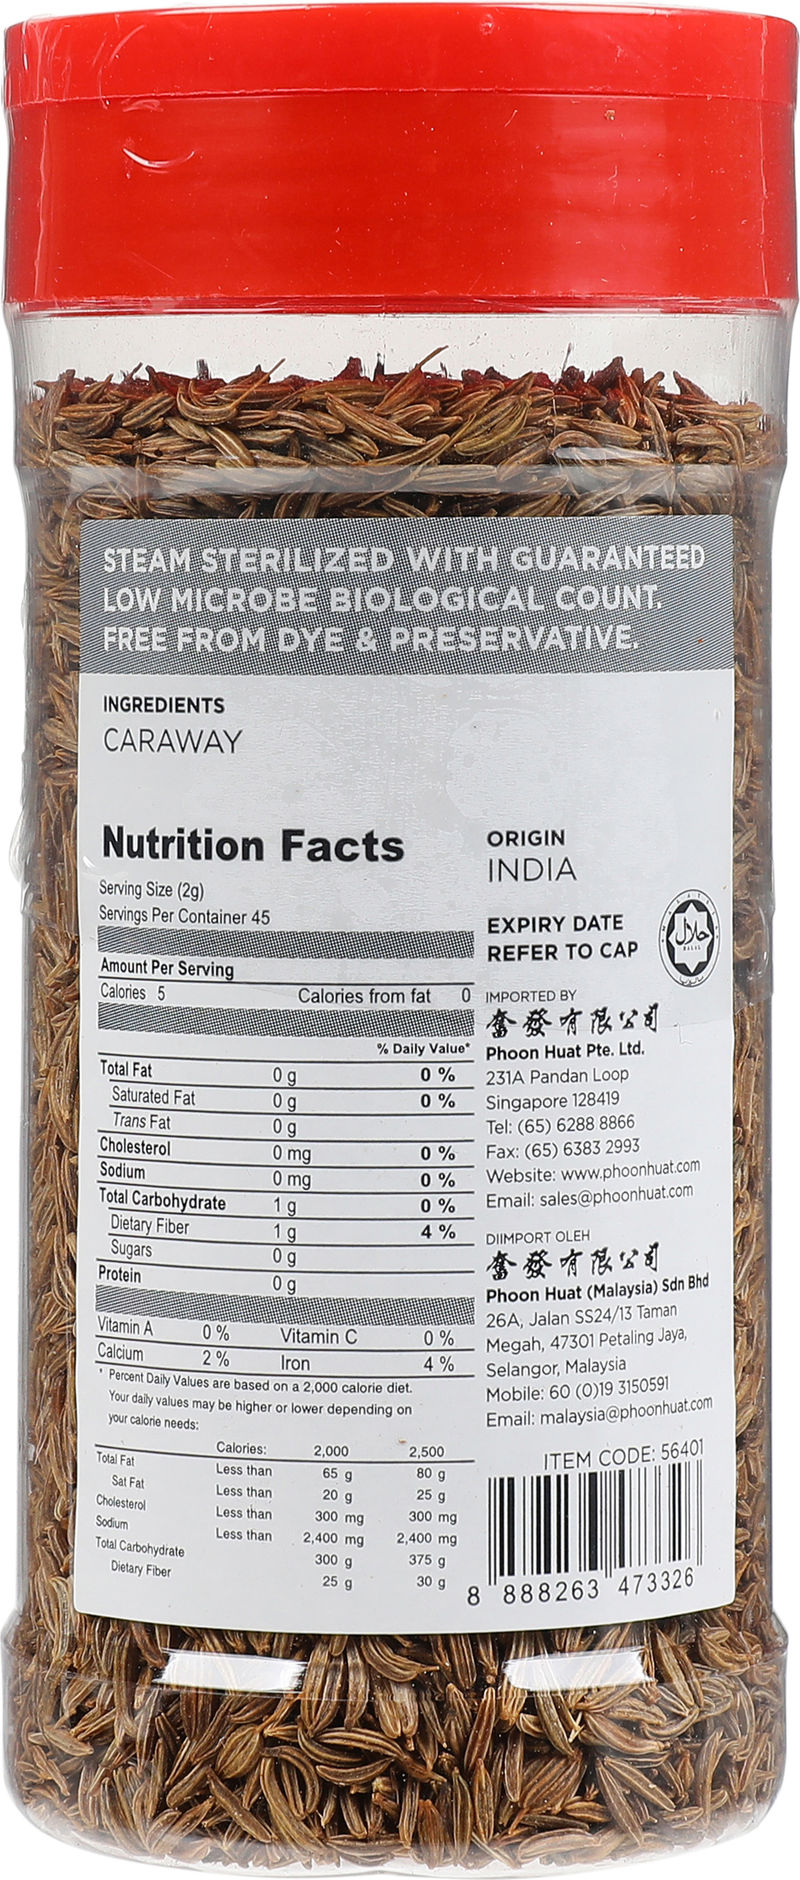 STEAM STERILIZED WITH GUARANTEED
LOW MICROBE BIOLOGICAL COUNT.
FREE FROM DYE & PRESERVATIVE.
INGREDIENTS
CARAWAY
Nutrition Facts
Serving Size (2g)
Servings Per Container 45
Amount Per Serving
Calories 5 Calories from fat 0
% Daily Value*
Total Fat 0 g 0 %
Saturated Fat 0 g 0 %
Trans Fat 0 g
Cholesterol 0 mg 0 %
Sodium 0 mg 0 %
Total Carbohydrate 1 g 0 %
Dietary Fiber 1 g 4 %
Sugars 0 g
Protein 0 g
Vitamin A 0 % Vitamin C 0 %
Calcium 2 % Iron 4 %
* Percent Daily Values are based on a 2,000 calorie diet.
Your daily values may be higher or lower depending on
your calorie needs:
Calories: 2,000 2,500
Total Fat Less than 65 g 80 g
Sat Fat Less than 20 g 25 g
Cholesterol Less than 300 mg 300 mg
Sodium Less than 2,400 mg 2,400 mg
Total Carbohydrate 300 g 375 g
Dietary Fiber 25 g 30 g
ORIGIN
INDIA
EXPIRY DATE
REFER TO CAP
حلال
HALAL
IMPORTED BY
奮發有限公司
Phoon Huat Pte. Ltd.
231A Pandan Loop
Singapore 128419
Tel: (65) 6288 8866
Fax: (65) 6383 2993
Website: www.phoonhuat.com
Email: sales@phoonhuat.com
DIIMPORT OLEH
奮發有限公司
Phoon Huat (Malaysia) Sdn Bhd
26A, Jalan SS24/13 Taman
Megah, 47301 Petaling Jaya,
Selangor, Malaysia
Mobile: 60 (0)19 3150591
Email: malaysia@phoonhuat.com
ITEM CODE: 56401
8 888263 473326